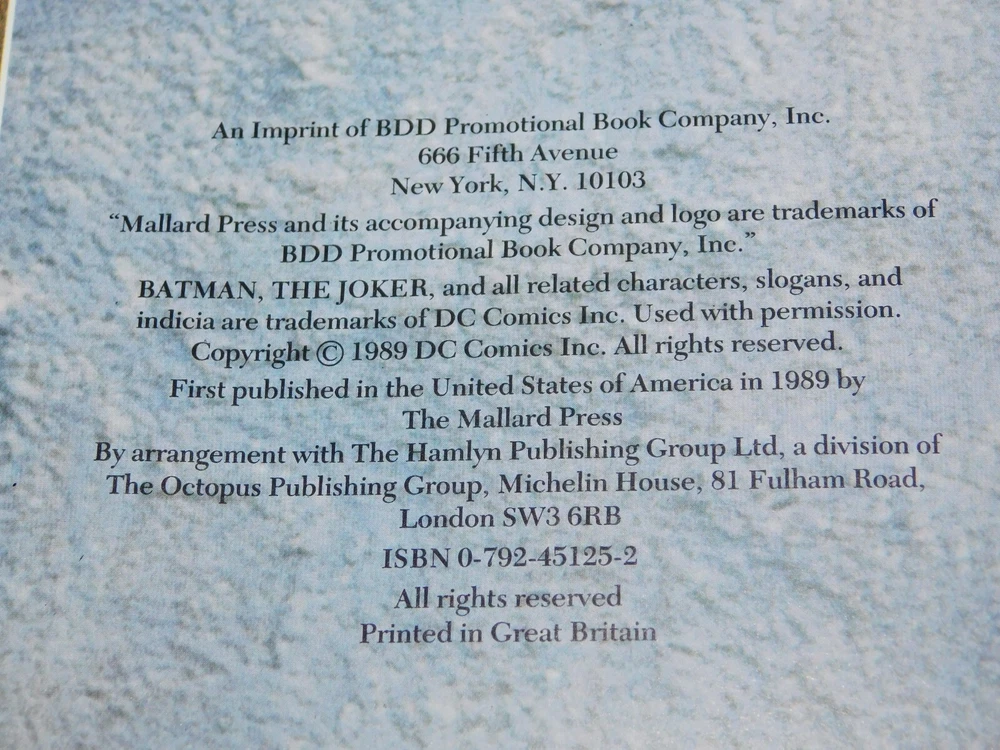 An Imprint of BDD Promotional Book Company, Inc.
666 Fifth Avenue
New York, N.Y. 10103
“Mallard Press and its accompanying design and logo are trademarks of
BDD Promotional Book Company, Inc.”
BATMAN, THE JOKER, and all related characters, slogans, and
indicia are trademarks of DC Comics Inc. Used with permission.
Copyright © 1989 DC Comics Inc. All rights reserved.
First published in the United States of America in 1989 by
The Mallard Press
By arrangement with The Hamlyn Publishing Group Ltd, a division of
The Octopus Publishing Group, Michelin House, 81 Fulham Road,
London SW3 6RB
ISBN 0-792-45125-2
All rights reserved
Printed in Great Britain